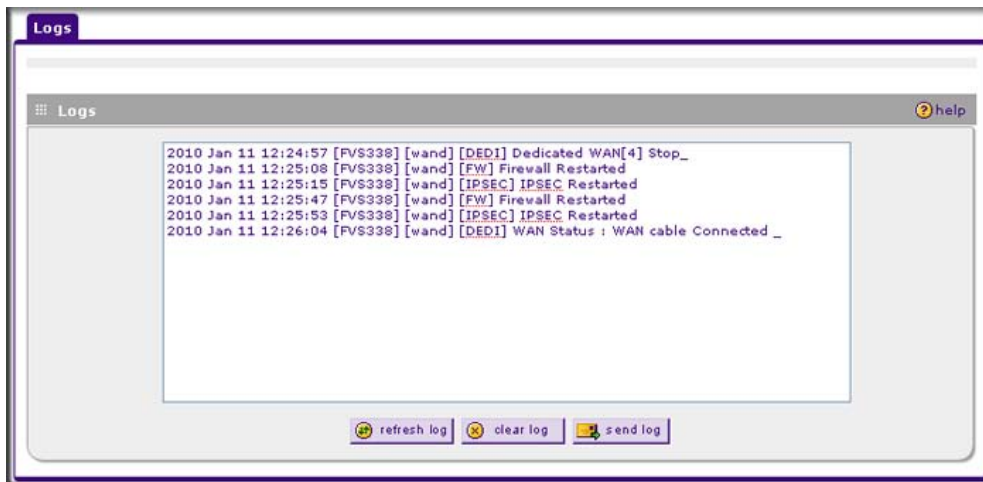 Logs
Logs
help
2010 Jan 11 12:24:57 [FVS338] [wand] [DEDI] Dedicated WAN[4] Stop_
2010 Jan 11 12:25:08 [FVS338] [wand] [FW] Firewall Restarted
2010 Jan 11 12:25:15 [FVS338] [wand] [IPSEC] IPSEC Restarted
2010 Jan 11 12:25:47 [FVS338] [wand] [FW] Firewall Restarted
2010 Jan 11 12:25:53 [FVS338] [wand] [IPSEC] IPSEC Restarted
2010 Jan 11 12:26:04 [FVS338] [wand] [DEDI] WAN Status : WAN cable Connected _
refresh log
clear log
send log